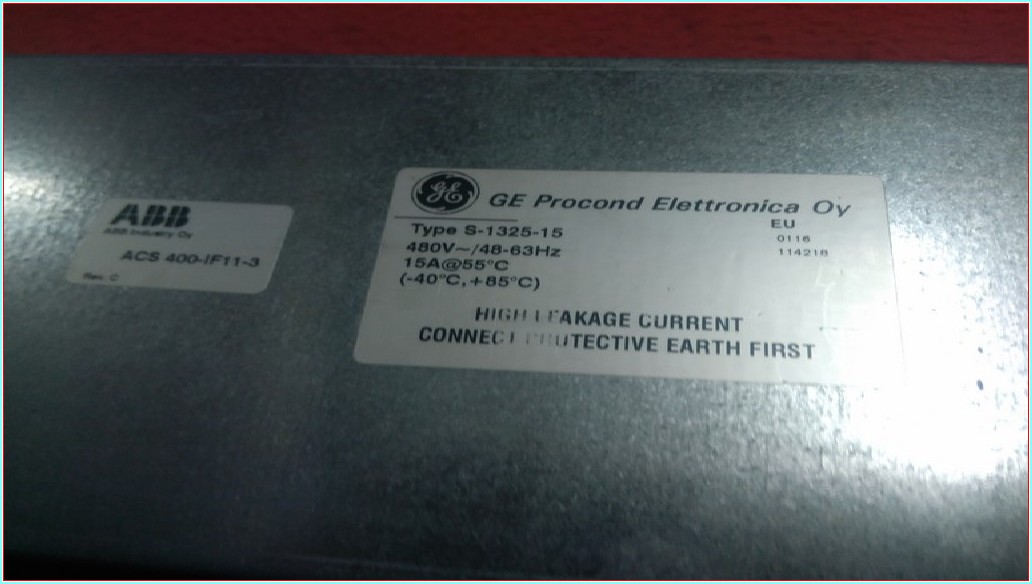 ABB
ABB Industry Oy
ACS 400-IF11-3
Rev. C
GE
GE Procond Elettronica Oy
EU
Type S-1325-15
0116
480V~/48-63Hz
114218
15A@55°C
(-40°C,+85°C)
HIGH LEAKAGE CURRENT
CONNECT PROTECTIVE EARTH FIRST